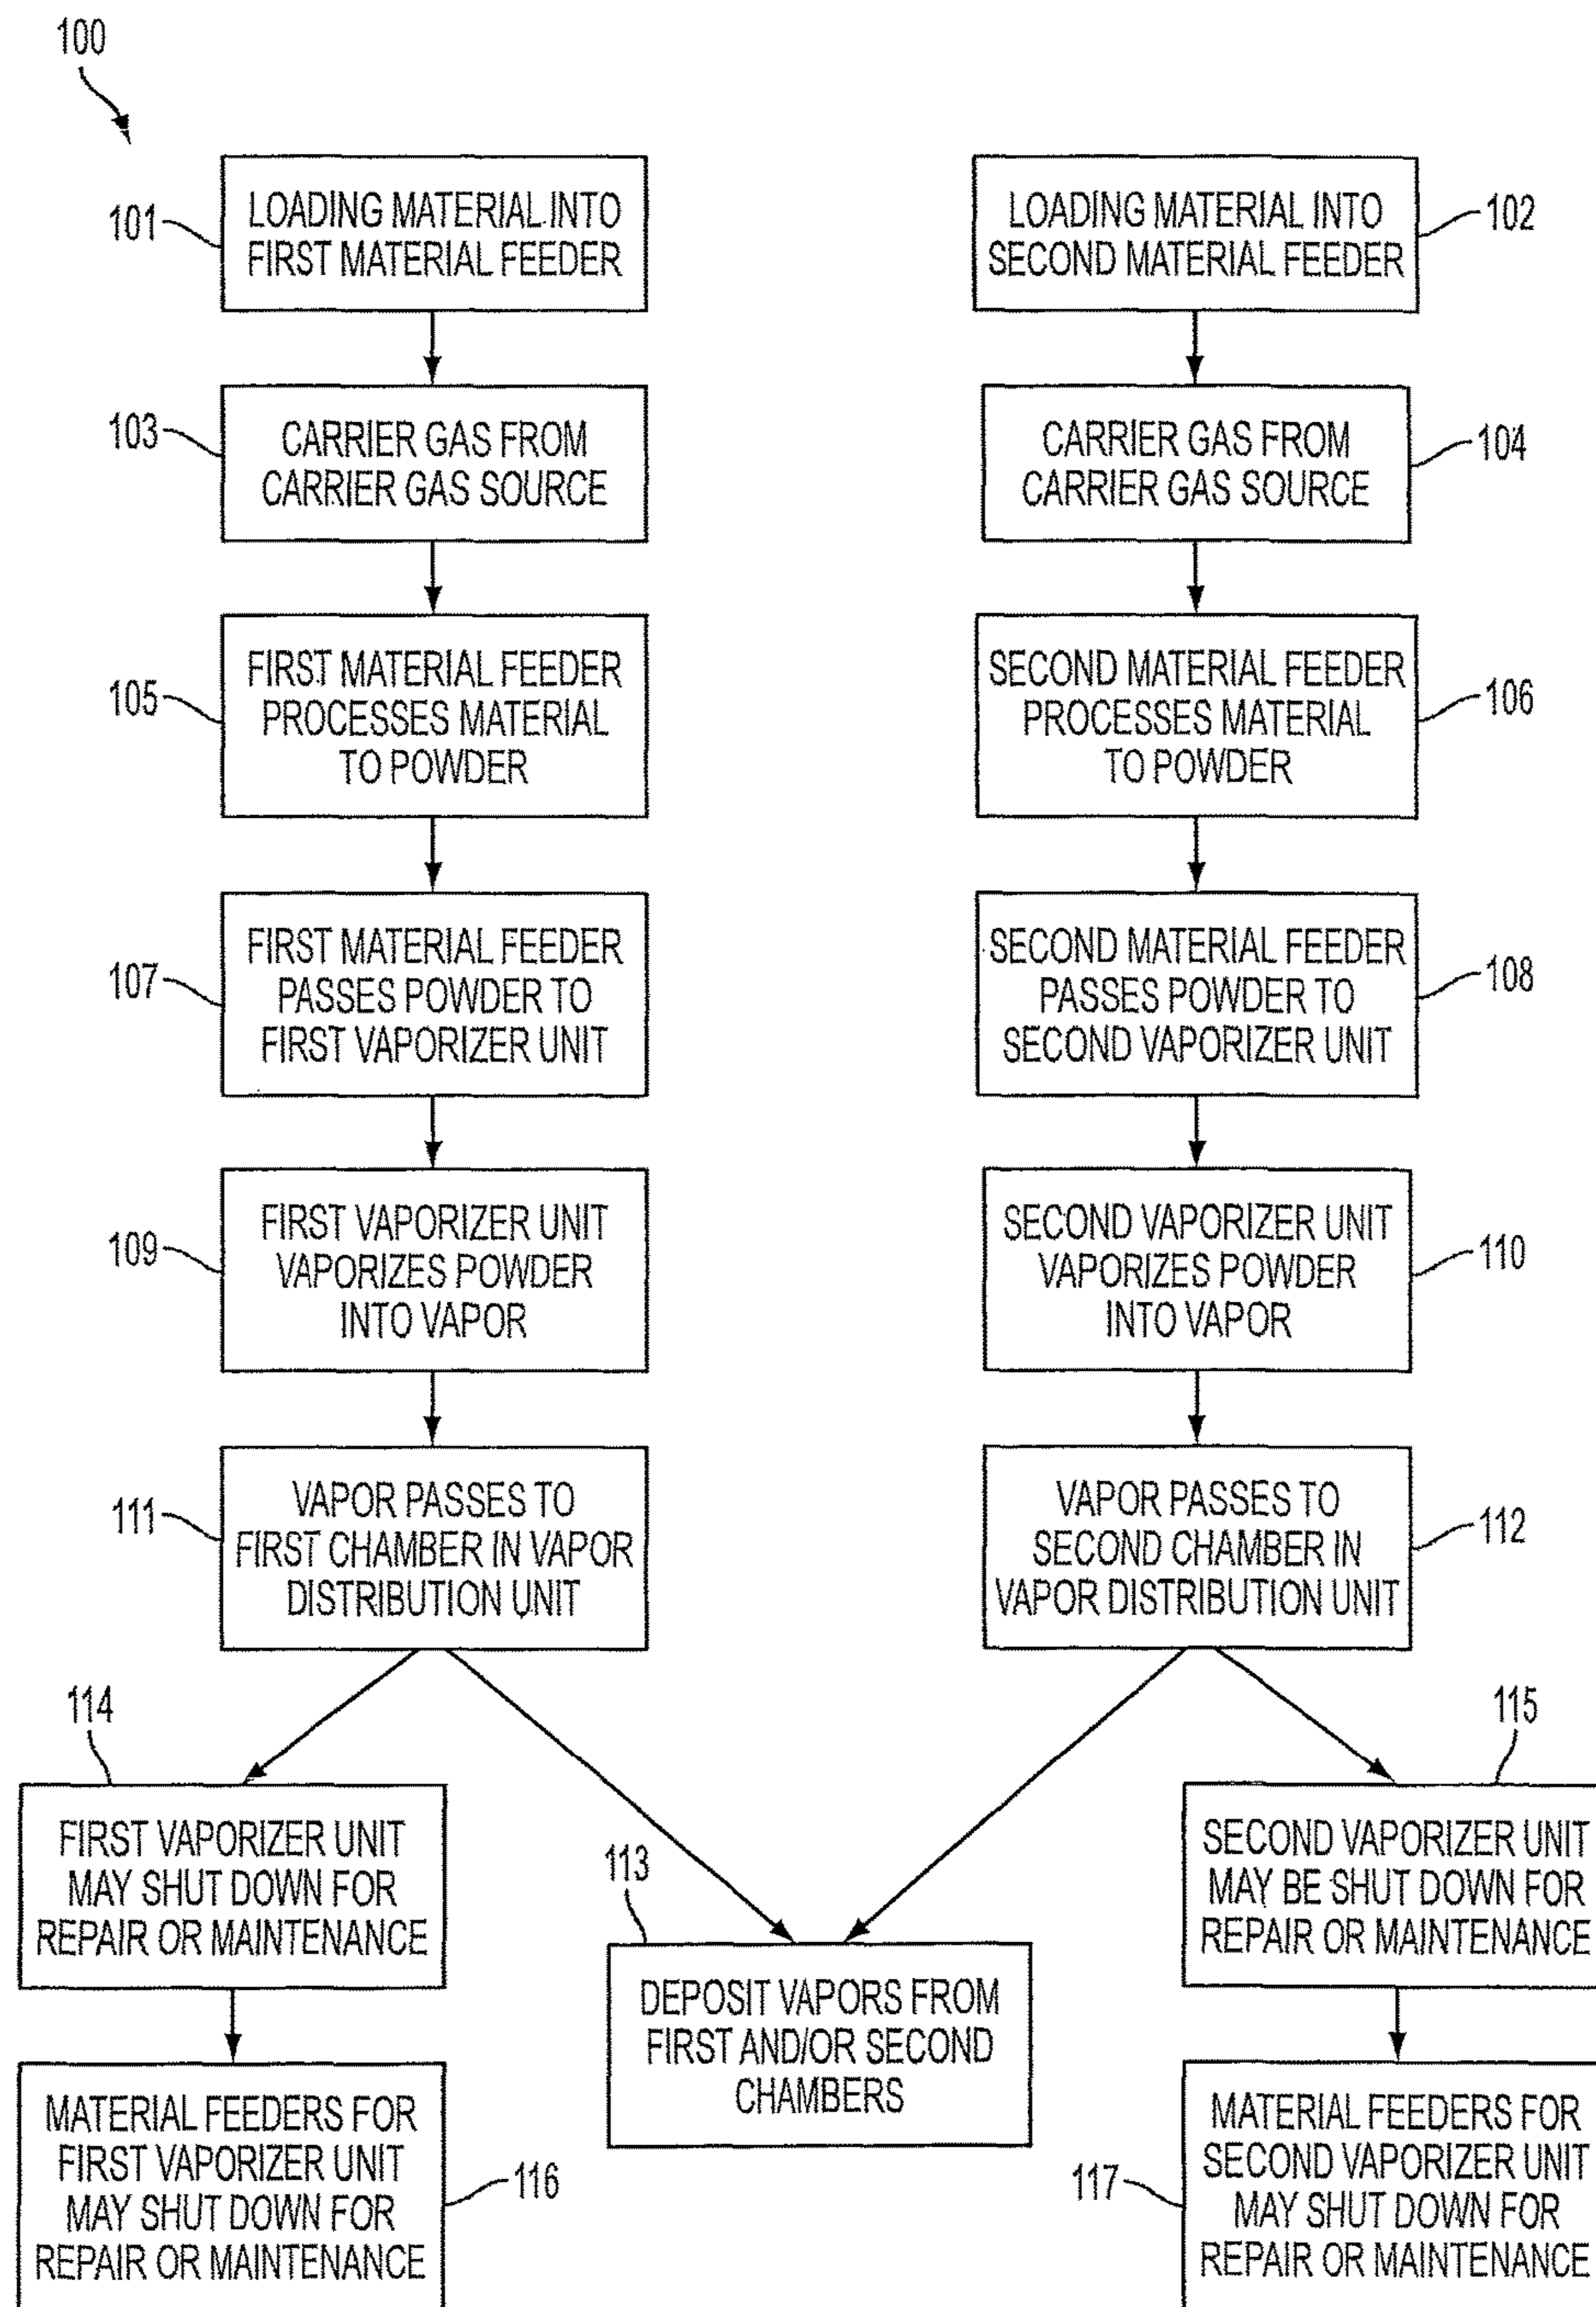 100
101
LOADING MATERIAL INTO
FIRST MATERIAL FEEDER
LOADING MATERIAL INTO
SECOND MATERIAL FEEDER
102
103
CARRIER GAS FROM
CARRIER GAS SOURCE
CARRIER GAS FROM
CARRIER GAS SOURCE
104
105
FIRST MATERIAL FEEDER
PROCESSES MATERIAL
TO POWDER
SECOND MATERIAL FEEDER
PROCESSES MATERIAL
TO POWDER
106
107
FIRST MATERIAL FEEDER
PASSES POWDER TO
FIRST VAPORIZER UNIT
SECOND MATERIAL FEEDER
PASSES POWDER TO
SECOND VAPORIZER UNIT
108
109
FIRST VAPORIZER UNIT
VAPORIZES POWDER
INTO VAPOR
SECOND VAPORIZER UNIT
VAPORIZES POWDER
INTO VAPOR
110
111
VAPOR PASSES TO
FIRST CHAMBER IN VAPOR
DISTRIBUTION UNIT
VAPOR PASSES TO
SECOND CHAMBER IN
VAPOR DISTRIBUTION UNIT
112
114
FIRST VAPORIZER UNIT
MAY SHUT DOWN FOR
REPAIR OR MAINTENANCE
113
DEPOSIT VAPORS FROM
FIRST AND/OR SECOND
CHAMBERS
115
SECOND VAPORIZER UNIT
MAY BE SHUT DOWN FOR
REPAIR OR MAINTENANCE
MATERIAL FEEDERS FOR
FIRST VAPORIZER UNIT
MAY SHUT DOWN FOR
REPAIR OR MAINTENANCE
116
117
MATERIAL FEEDERS FOR
SECOND VAPORIZER UNIT
MAY SHUT DOWN FOR
REPAIR OR MAINTENANCE